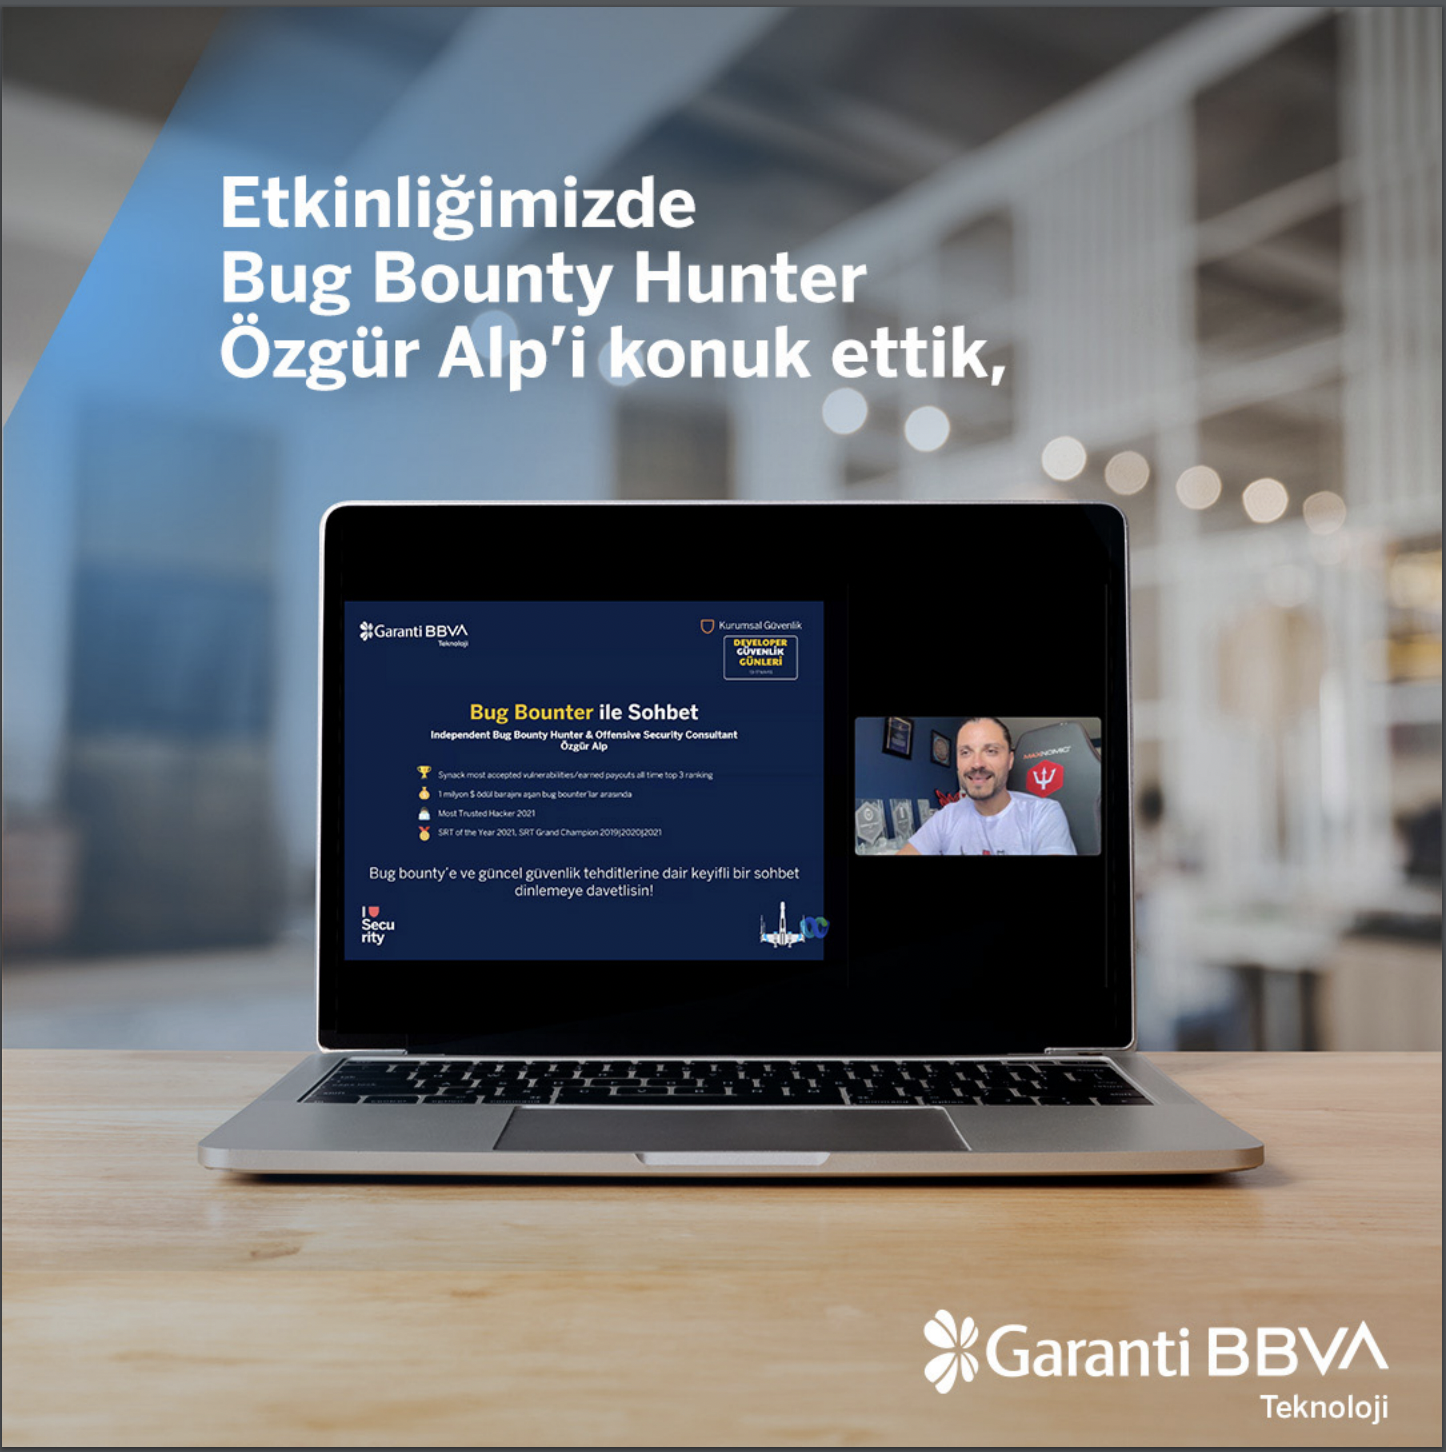 Etkinliğimizde
Bug Bounty Hunter
Özgür Alp’i konuk ettik,
Garanti BBVA
Teknoloji
Kurumsal Güvenlik
DEVELOPER
GÜVENLİK
GÜNLERİ
Bug Bounter ile Sohbet
Independent Bug Bounty Hunter & Offensive Security Consultant
Özgür Alp
Synack most accepted vulnerabilities/earned payouts all time top 3 ranking
1 milyon $ ödül barajını aşan bug bounter'lar arasında
Most Trusted Hacker 2021
SRT of the Year 2021, SRT Grand Champion 2019|2020|2021
Bug bounty'e ve güncel güvenlik tehditlerine dair keyifli bir sohbet
dinlemeye davetlisin!
I
Secu
rity
MAXNOMIC
Garanti BBVA
Teknoloji